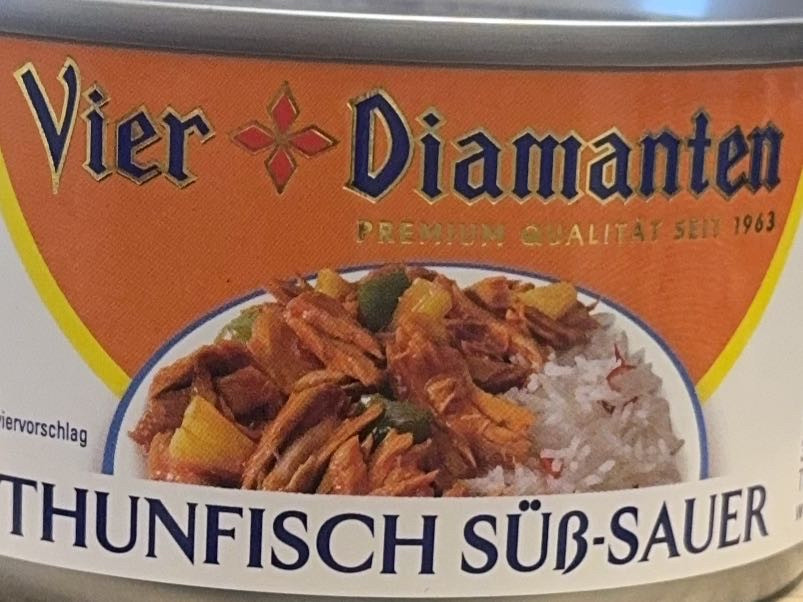 Vier Diamanten
PREMIUM QUALITÄT SEIT 1963
THUNFISCH SÜß-SAUER